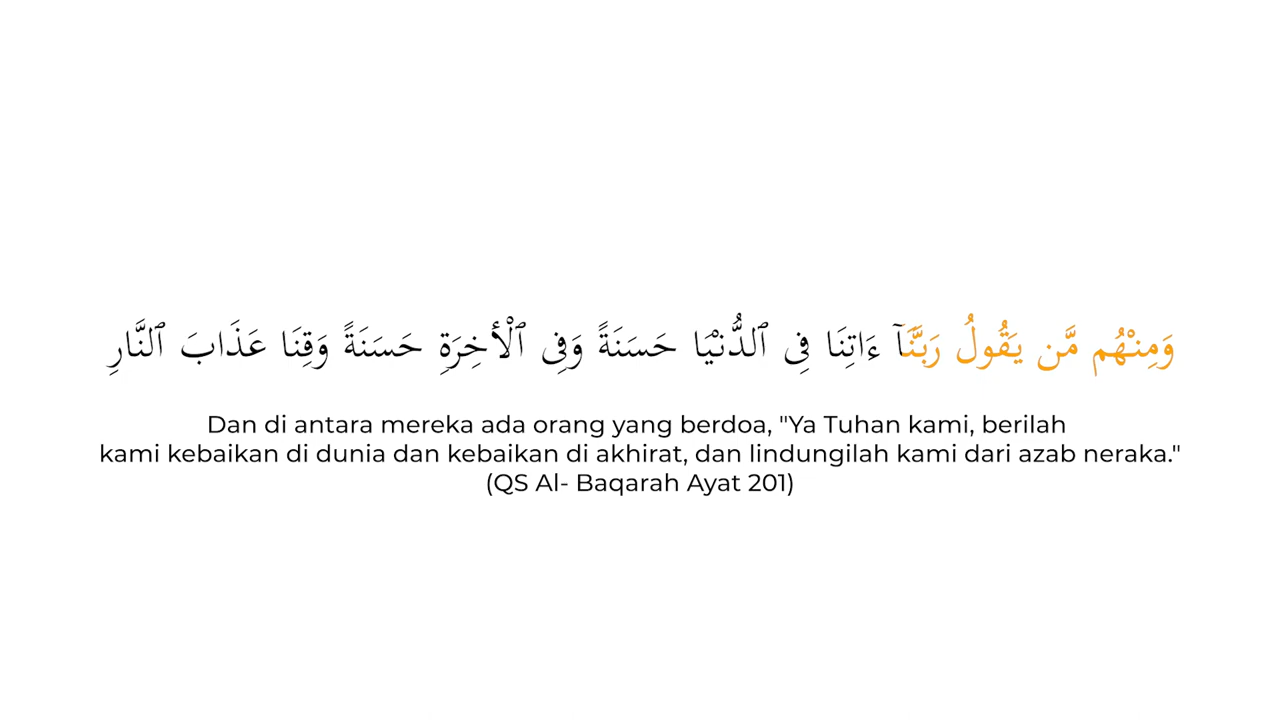 وَمِنْهُم مَّن يَقُولُ رَبَّنَآ ءَاتِنَا فِى ٱلدُّنْيَا حَسَنَةً وَفِى ٱلْأَخِرَةِ حَسَنَةً وَقِنَا عَذَابَ ٱلنَّارِ
Dan di antara mereka ada orang yang berdoa, "Ya Tuhan kami, berilah
kami kebaikan di dunia dan kebaikan di akhirat, dan lindungilah kami dari azab neraka."
(QS Al- Baqarah Ayat 201)